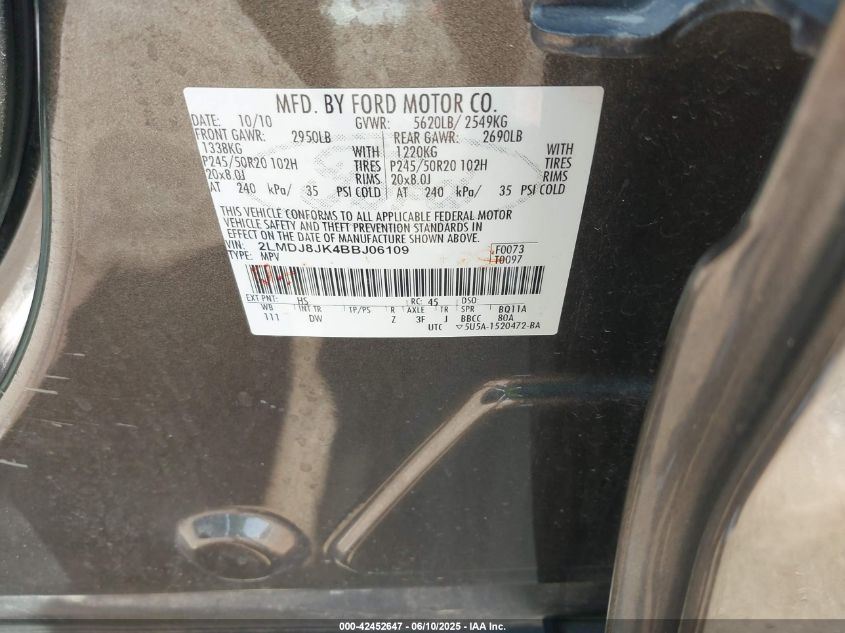 MFD. BY FORD MOTOR CO.
DATE: 10/10 GVWR: 5620LB/ 2549KG
FRONT GAWR: 2950LB REAR GAWR: 2690LB
1338KG WITH 1220KG WITH
P245/50R20 102H TIRES P245/50R20 102H TIRES
20x8.0J RIMS 20x8.0J RIMS
AT 240 kPa/ 35 PSI COLD AT 240 kPa/ 35 PSI COLD
THIS VEHICLE CONFORMS TO ALL APPLICABLE FEDERAL MOTOR
VEHICLE SAFETY AND THEFT PREVENTION STANDARDS IN
EFFECT ON THE DATE OF MANUFACTURE SHOWN ABOVE.
VIN: 2LMDJ8JK4BBJ06109 F0073
TYPE: MPV T0097
EXT PNT: HS RC: 45 DSO
WB INT TR TP/PS R AXLE TR SPR BQ11A
111 DW Z 3F J BBCC 80A
UTC ▽5U5A-1520472-BA
000-42452647 - 06/10/2025 - IAA Inc.